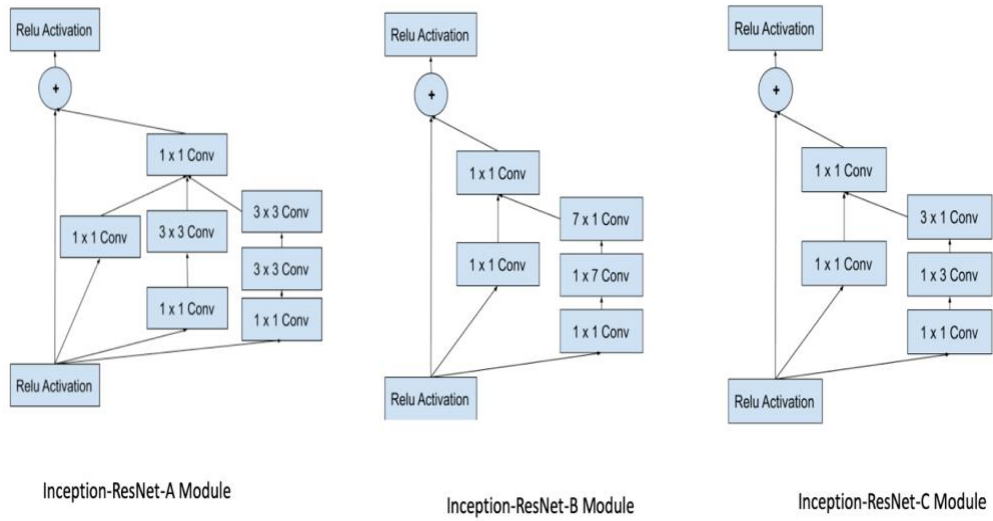 Relu Activation
+
1 x 1 Conv
3 x 3 Conv
1 x 1 Conv
3 x 3 Conv
3 x 3 Conv
1 x 1 Conv
1 x 1 Conv
Relu Activation
Inception-ResNet-A Module
Relu Activation
+
1 x 1 Conv
7 x 1 Conv
1 x 1 Conv
1 x 7 Conv
1 x 1 Conv
Relu Activation
Inception-ResNet-B Module
Relu Activation
+
1 x 1 Conv
3 x 1 Conv
1 x 1 Conv
1 x 3 Conv
1 x 1 Conv
Relu Activation
Inception-ResNet-C Module